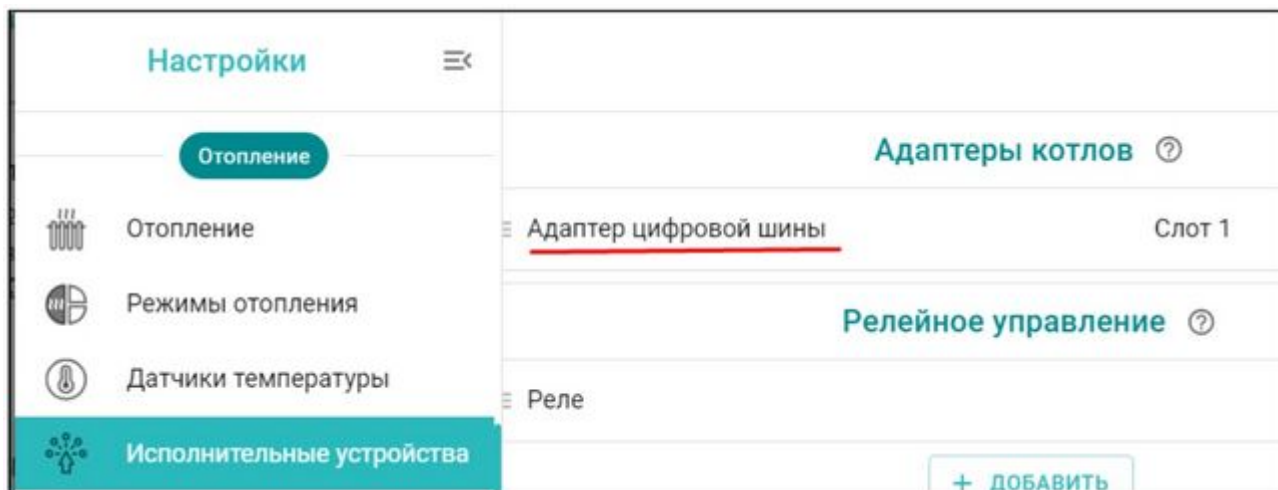 Настройки
Отопление
Отопление
Режимы отопления
Датчики температуры
Исполнительные устройства
Адаптеры котлов
Адаптер цифровой шины Слот 1
Релейное управление
Реле
+ ДОБАВИТЬ